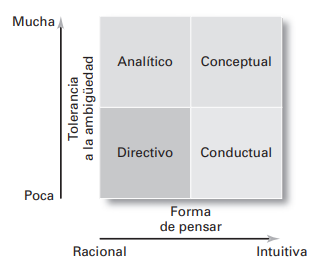 Mucha
Analítico
Conceptual
Tolerancia
a la ambigüedad
Directivo
Conductual
Poca
Forma
de pensar
Racional
Intuitiva